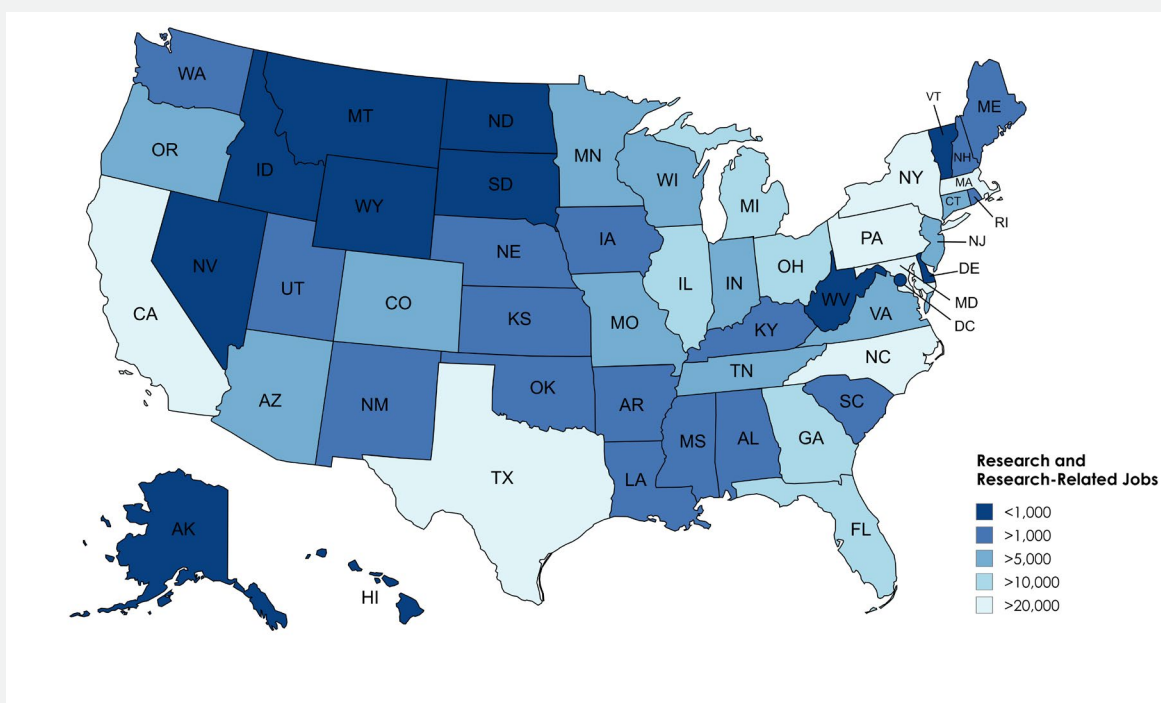 WA
MT
ND
OR
ID
MN
VT
ME
SD
WI
NH
NY
MA
WY
MI
CT
RI
IA
PA
NJ
NE
NV
OH
DE
UT
IL
IN
CO
WV
MD
CA
KS
MO
VA
DC
KY
NC
TN
OK
AZ
NM
AR
SC
MS
AL
GA
TX
LA
FL
AK
HI
Research and
Research-Related Jobs
<1,000
>1,000
>5,000
>10,000
>20,000